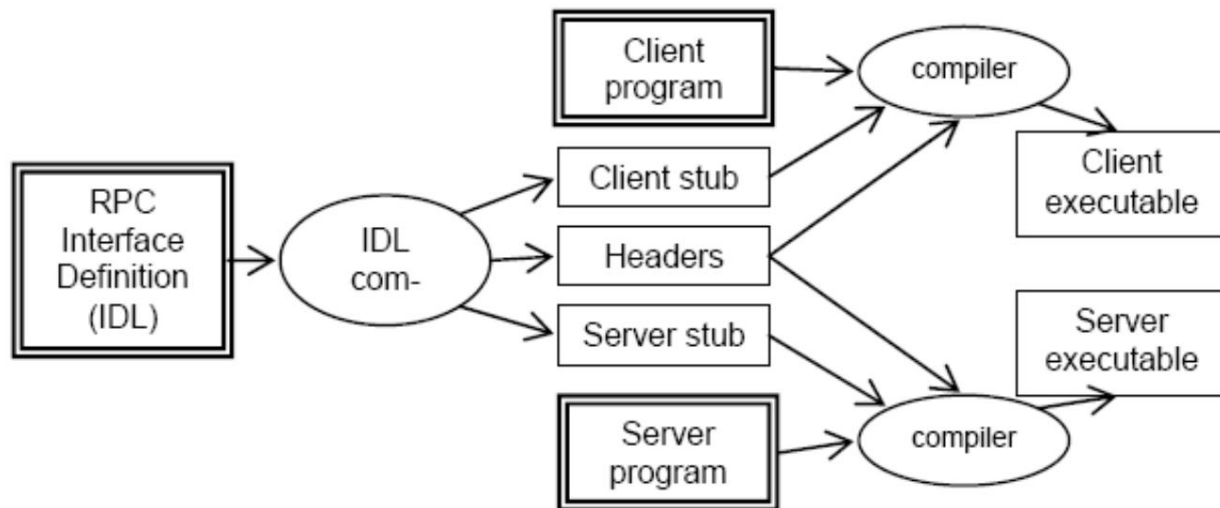 Client
program
compiler
Client
executable
RPC
Interface
Definition
(IDL)
IDL
com-
Client stub
Headers
Server stub
Server
executable
Server
program
compiler